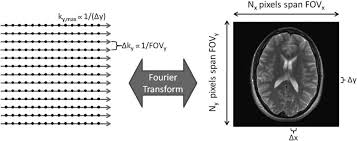 k_y,max ∝ 1/(Δy)
Δk_y ∝ 1/FOV_y
Fourier
Transform
N_x pixels span FOV_x
N_y pixels span FOV_y
Δy
Δx